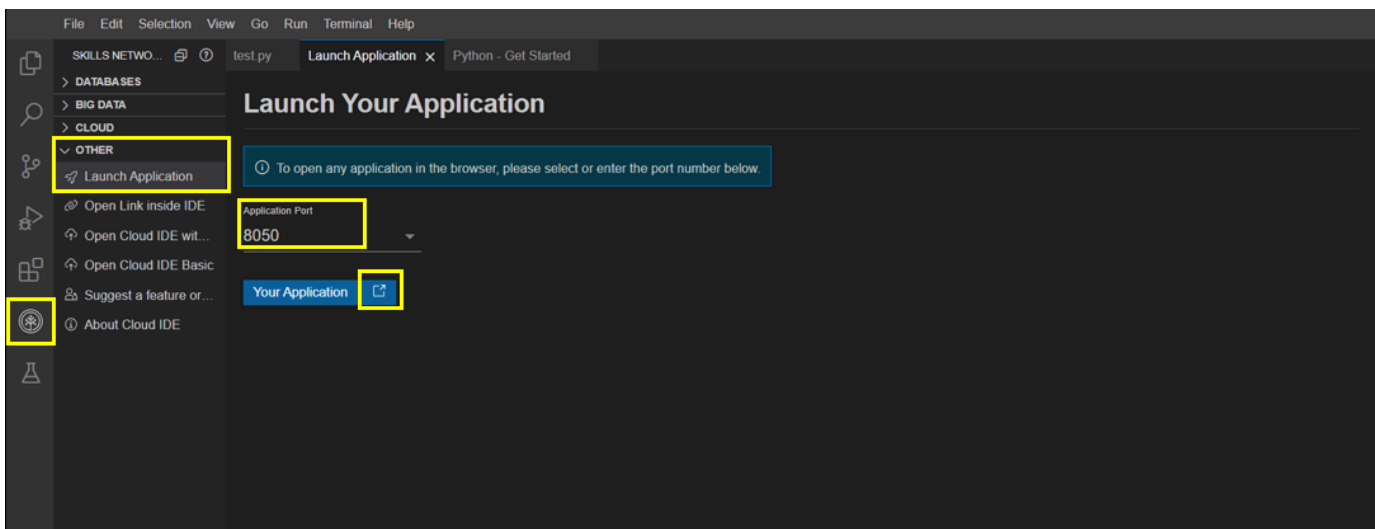 File Edit Selection View Go Run Terminal Help
SKILLS NETWO...
test.py Launch Application Python - Get Started
DATABASES
BIG DATA
CLOUD
OTHER
Launch Application
Open Link inside IDE
Open Cloud IDE wit...
Open Cloud IDE Basic
Suggest a feature or...
About Cloud IDE
Launch Your Application
To open any application in the browser, please select or enter the port number below.
Application Port
8050
Your Application